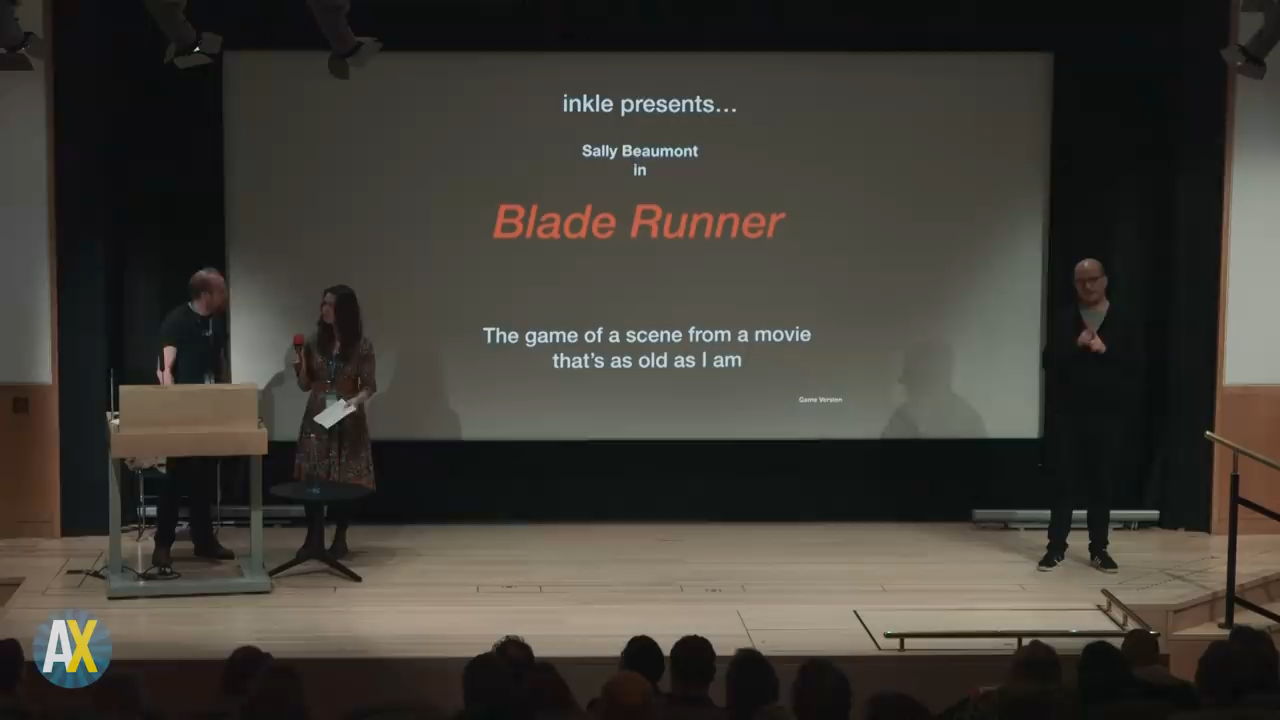 inkle presents...
Sally Beaumont
in
Blade Runner
The game of a scene from a movie
that's as old as I am
Game Version
AX